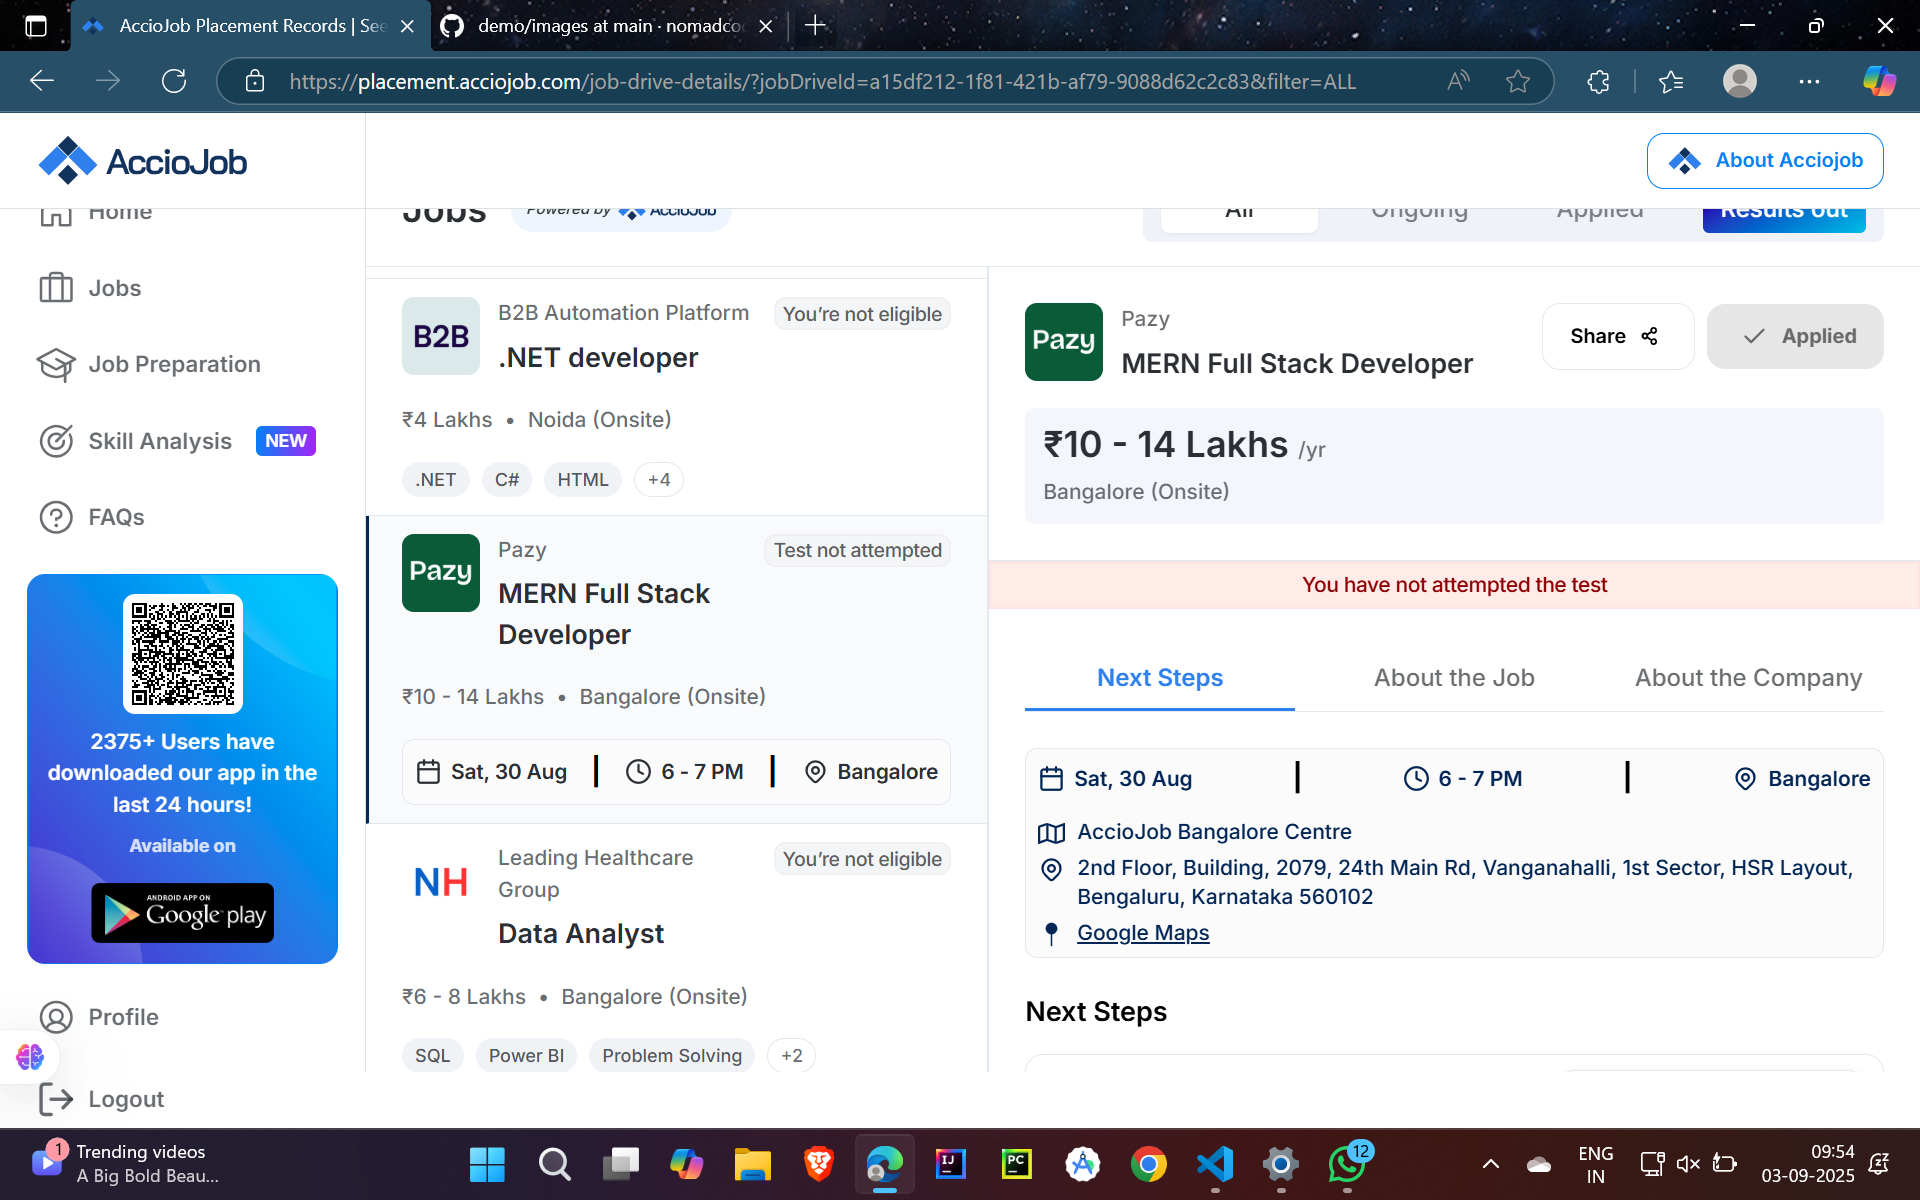 AccioJob Placement Records | See
demo/images at main · nomadco
https://placement.acciojob.com/job-drive-details/?jobDriveId=a15df212-1f81-421b-af79-9088d62c2c83&filter=ALL
AccioJob
About Acciojob
Home
Jobs
Job Preparation
Skill Analysis NEW
FAQs
2375+ Users have
downloaded our app in the
last 24 hours!
Available on
ANDROID APP ON
Google play
Profile
Logout
Jobs Powered by AccioJob
All Ongoing Applied Results out
B2B
B2B Automation Platform
You're not eligible
.NET developer
₹4 Lakhs • Noida (Onsite)
.NET C# HTML +4
Pazy
Pazy
Test not attempted
MERN Full Stack
Developer
₹10 - 14 Lakhs • Bangalore (Onsite)
Sat, 30 Aug | 6 - 7 PM | Bangalore
NH
Leading Healthcare
Group
You're not eligible
Data Analyst
₹6 - 8 Lakhs • Bangalore (Onsite)
SQL Power BI Problem Solving +2
Pazy
Pazy
MERN Full Stack Developer
Share
Applied
₹10 - 14 Lakhs /yr
Bangalore (Onsite)
You have not attempted the test
Next Steps About the Job About the Company
Sat, 30 Aug | 6 - 7 PM | Bangalore
AccioJob Bangalore Centre
2nd Floor, Building, 2079, 24th Main Rd, Vanganahalli, 1st Sector, HSR Layout,
Bengaluru, Karnataka 560102
Google Maps
Next Steps
1
Trending videos
A Big Bold Beau...
IJ
PC
12
ENG
IN
09:54
03-09-2025